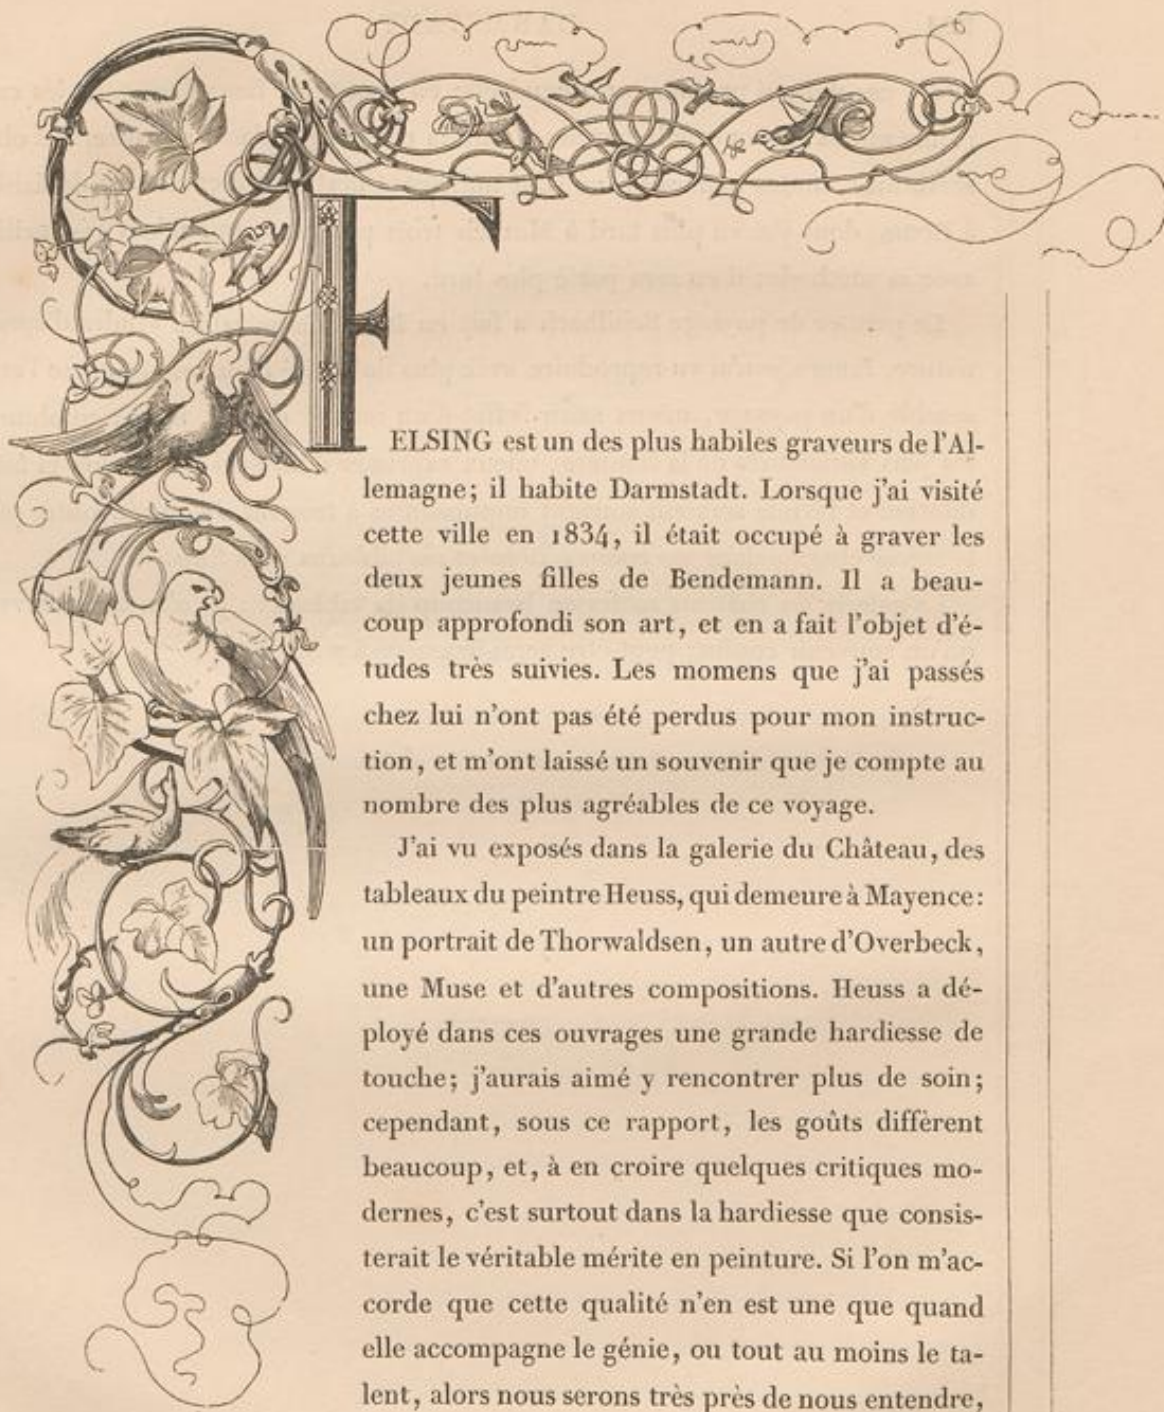 FELSING est un des plus habiles graveurs de l'Al-
lemagne; il habite Darmstadt. Lorsque j'ai visité
cette ville en 1834, il était occupé à graver les
deux jeunes filles de Bendemann. Il a beau-
coup approfondi son art, et en a fait l'objet d'é-
tudes très suivies. Les momens que j'ai passés
chez lui n'ont pas été perdus pour mon instruc-
tion, et m'ont laissé un souvenir que je compte au
nombre des plus agréables de ce voyage.
J'ai vu exposés dans la galerie du Château, des
tableaux du peintre Heuss, qui demeure à Mayence:
un portrait de Thorwaldsen, un autre d'Overbeck,
une Muse et d'autres compositions. Heuss a dé-
ployé dans ces ouvrages une grande hardiesse de
touche; j'aurais aimé y rencontrer plus de soin;
cependant, sous ce rapport, les goûts diffèrent
beaucoup, et, à en croire quelques critiques mo-
dernes, c'est surtout dans la hardiesse que consis-
terait le véritable mérite en peinture. Si l'on m'ac-
corde que cette qualité n'en est une que quand
elle accompagne le génie, ou tout au moins le ta-
lent, alors nous serons très près de nous entendre,